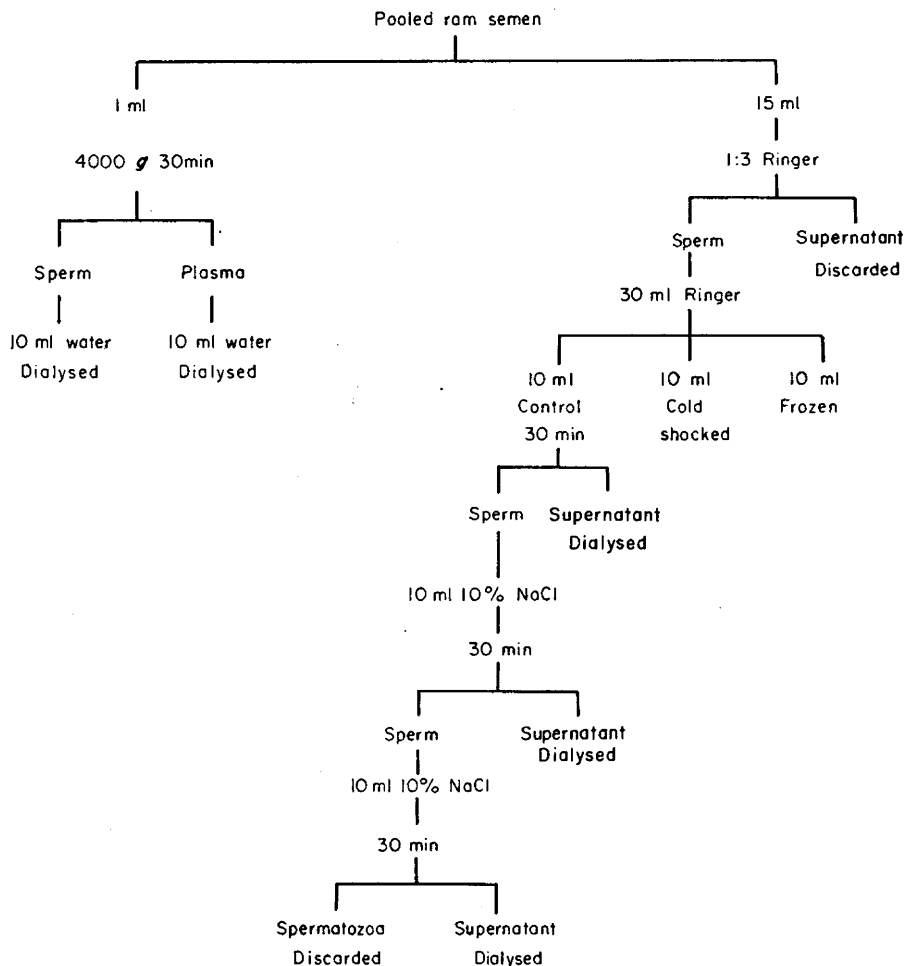 Pooled ram semen
1 ml
15 ml
4000 g 30min
1:3 Ringer
Sperm
Plasma
Sperm
Supernatant
Discarded
10 ml water
Dialysed
10 ml water
Dialysed
30 ml Ringer
10 ml
Control
30 min
10 ml
Cold
shocked
10 ml
Frozen
Sperm
Supernatant
Dialysed
10 ml 10% NaCl
30 min
Sperm
Supernatant
Dialysed
10 ml 10% NaCl
30 min
Spermatozoa
Discarded
Supernatant
Dialysed